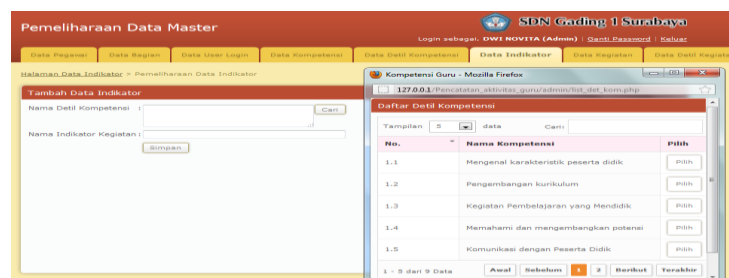 Pemeliharaan Data Master
SDN Gading 1 Surabaya
Login sebagai. DWI NOVITA (Admin) | Ganti Password | Keluar
Data Pegawai Data Bagian Data User Login Data Kompetensi Data Detil Kompetensi Data Indikator Data Kegiatan Data Detil Kegiata
Halaman Data Indikator > Pemeliharaan Data Indikator
Tambah Data Indikator
Nama Detil Kompetensi : Cari
Nama Indikator Kegiatan :
Simpan
Kompetensi Guru - Mozilla Firefox
127.0.0.1/Pencatatan_aktivitas_guru/admin/list_det_kom.php
Daftar Detil Kompetensi
Tampilan 5 data Cari:
No. Nama Kompetensi Pilih
1.1 Mengenal karakteristik peserta didik Pilih
1.2 Pengembangan kurikulum Pilih
1.3 Kegiatan Pembelajaran yang Mendidik Pilih
1.4 Memahami dan mengembangkan potensi Pilih
1.5 Komunikasi dengan Peserta Didik Pilih
1 - 5 dari 9 Data Awal Sebelum 1 2 Berikut Terakhir